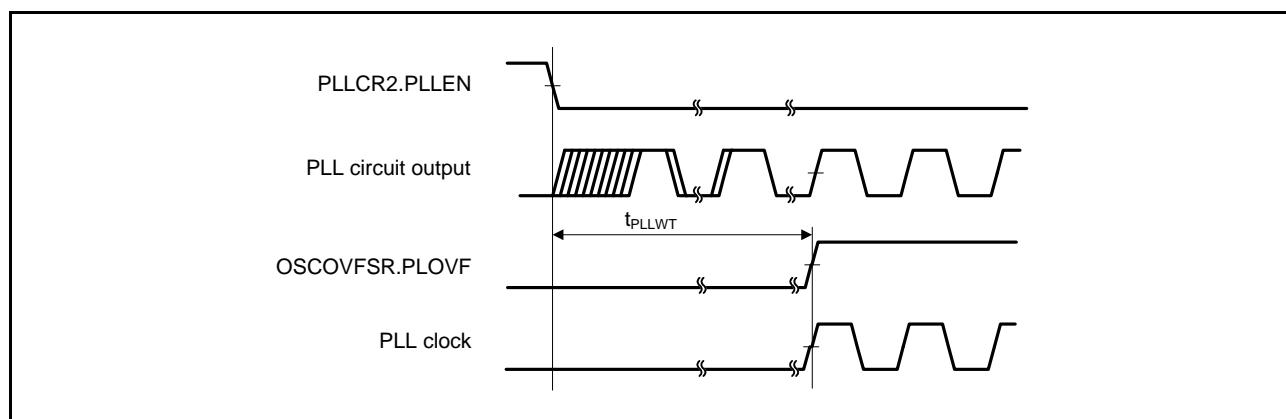 PLLCR2.PLLEN
PLL circuit output
tPLLWT
OSCOVFSR.PLOVF
PLL clock